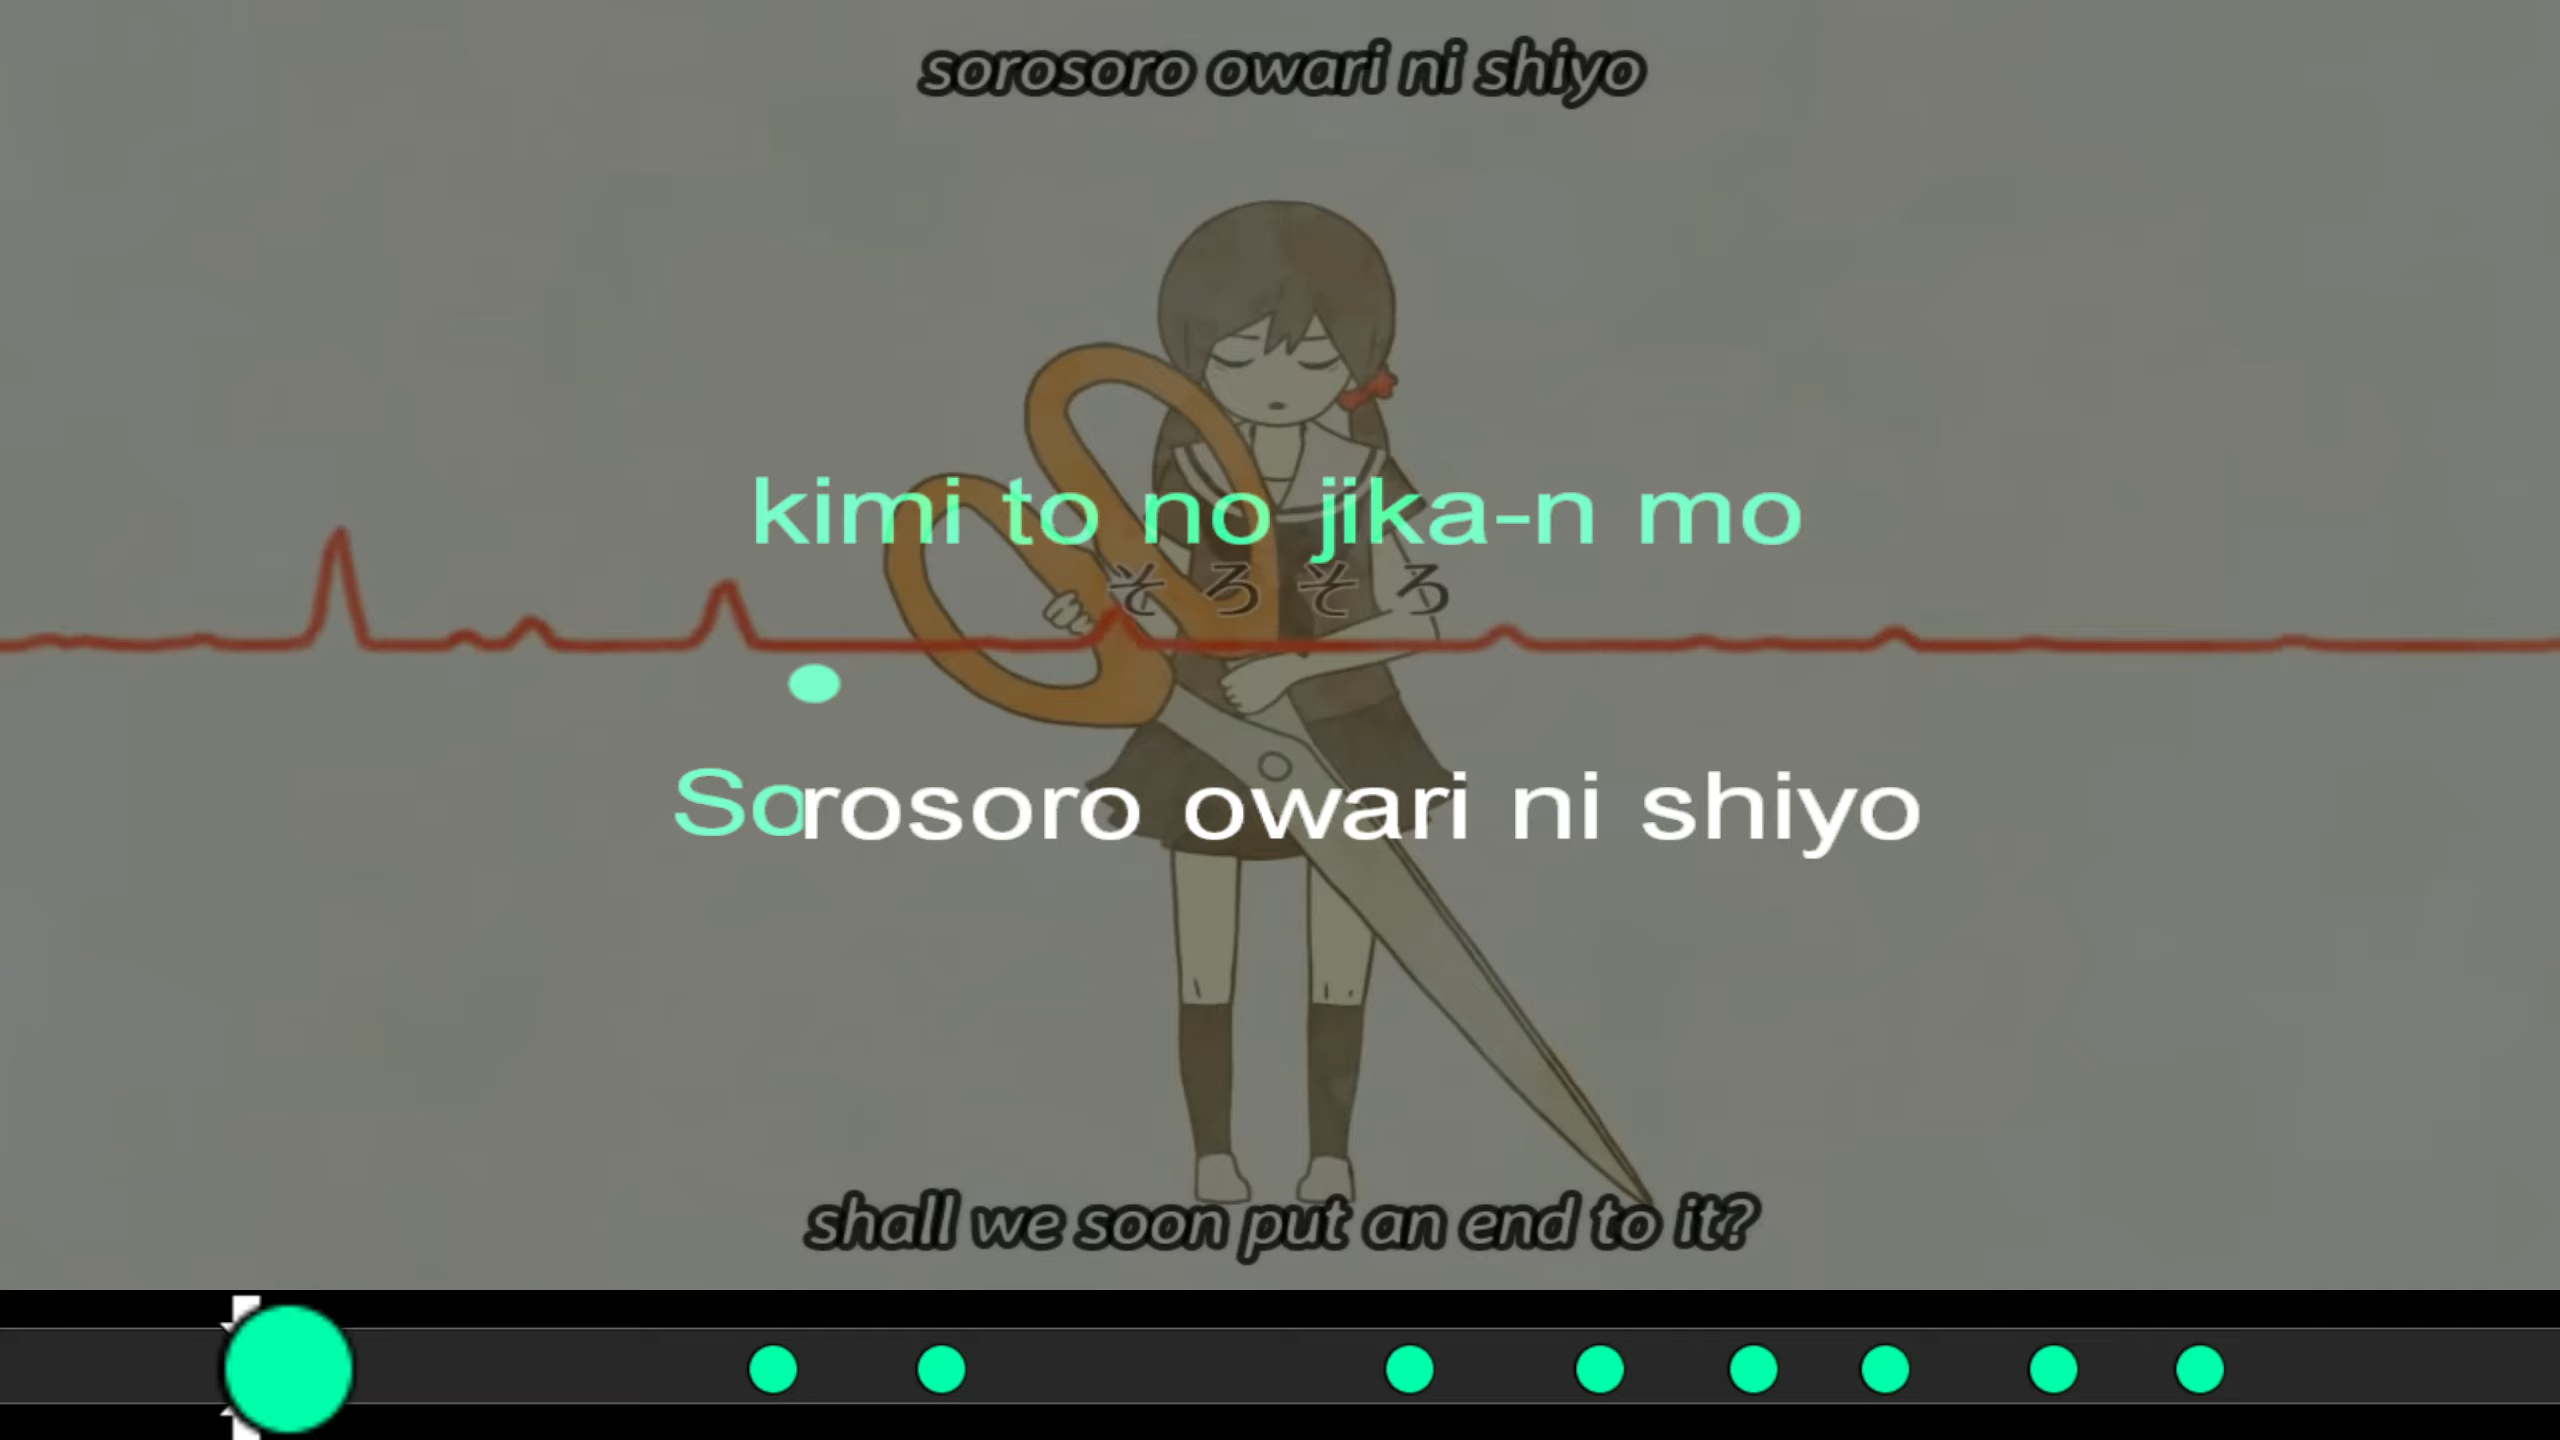 sorosoro owari ni shiyo
kimi to no jika-n mo
そろそろ
Sorosoro owari ni shiyo
shall we soon put an end to it?